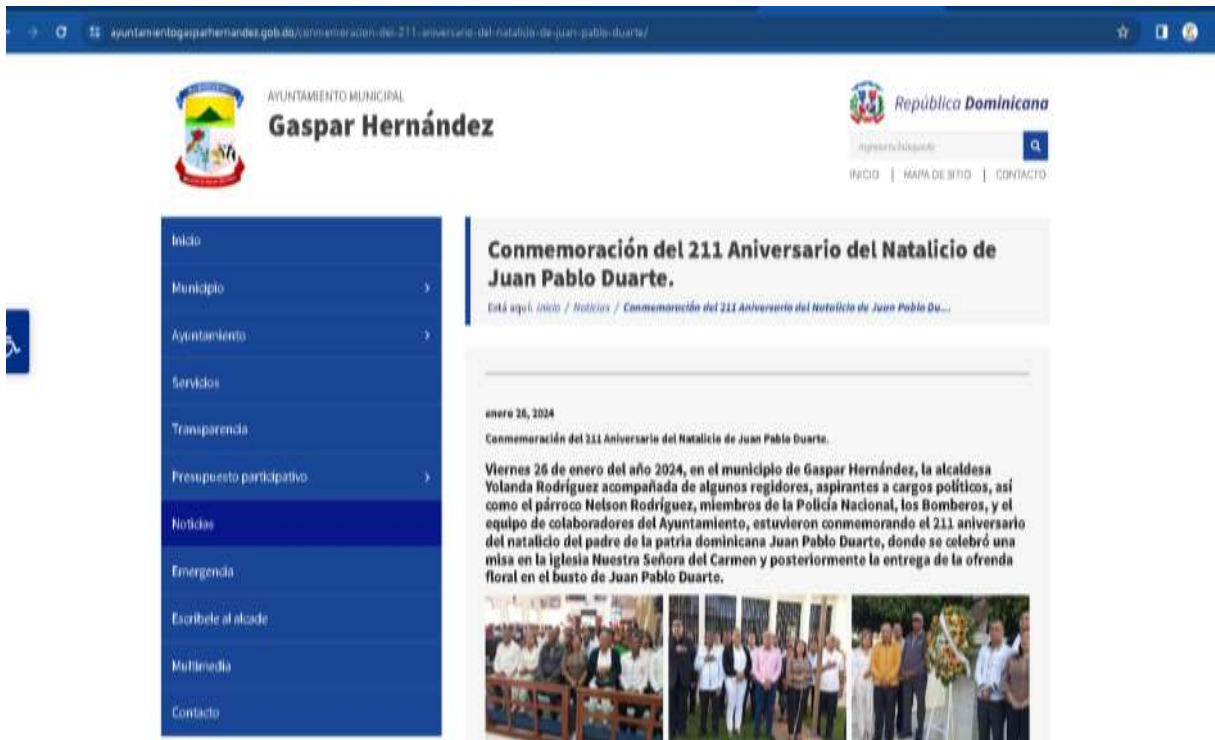 ayuntamientogasparhernandez.gob.do/conmemoracion-del-211-aniversario-del-natalicio-de-juan-pablo-duarte/
AYUNTAMIENTO MUNICIPAL
Gaspar Hernández
República Dominicana
INICIO | MAPA DE SITIO | CONTACTO
Inicio
Municipio
Ayuntamiento
Servicios
Transparencia
Presupuesto participativo
Noticias
Emergencia
Escríbele al alcade
Multimedia
Contacto
Conmemoración del 211 Aniversario del Natalicio de
Juan Pablo Duarte.
Está aquí: Inicio / Noticias / Conmemoración del 211 Aniversario del Natalicio de Juan Pablo Du....
enero 26, 2024
Conmemoración del 211 Aniversario del Natalicio de Juan Pablo Duarte.
Viernes 26 de enero del año 2024, en el municipio de Gaspar Hernández, la alcaldesa
Yolanda Rodríguez acompañada de algunos regidores, aspirantes a cargos políticos, así
como el párroco Nelson Rodríguez, miembros de la Policía Nacional, los Bomberos, y el
equipo de colaboradores del Ayuntamiento, estuvieron conmemorando el 211 aniversario
del natalicio del padre de la patria dominicana Juan Pablo Duarte, donde se celebró una
misa en la iglesia Nuestra Señora del Carmen y posteriormente la entrega de la ofrenda
floral en el busto de Juan Pablo Duarte.